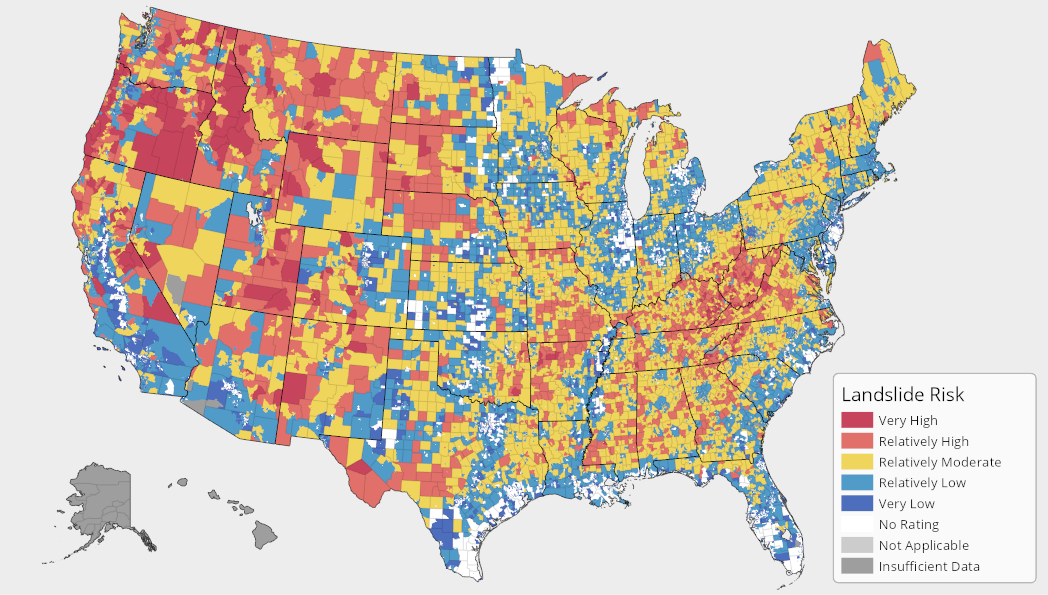 Landslide Risk
Very High
Relatively High
Relatively Moderate
Relatively Low
Very Low
No Rating
Not Applicable
Insufficient Data